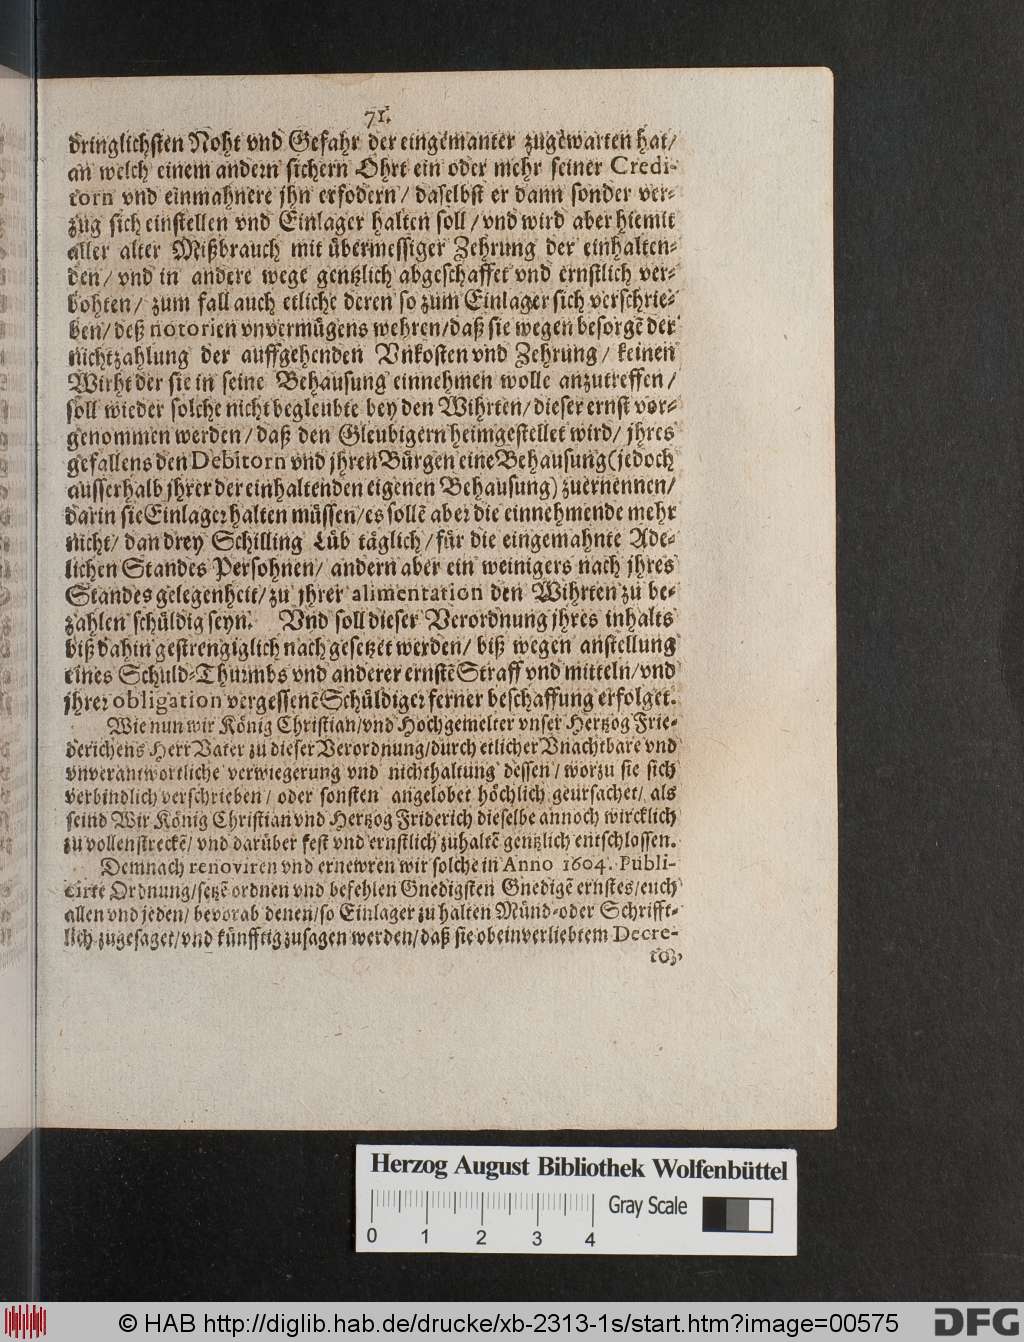 71.
dringlichsten Noht vnd Gefahr der eingemanter zugewarten hat/
an welch einem andern sichern Ohrt ein oder mehr seiner Credi-
torn vnd einmahnere jhn erfodern/ daselbst er dann sonder ver-
zug sich einstellen vnd Einlager halten soll/ vnd wird aber hiemit
aller alter Mißbrauch mit übermessiger Zehrung der einhalten-
den/ vnd in andere wege gentzlich abgeschaffet vnd ernstlich ver-
bohten/ zum fall auch etliche deren so zum Einlager sich verschrie-
ben/ deß notorien vnvermügens wehren/ daß sie wegen besorgē der
nichtzahlung der auffgehenden Vnkosten vnd Zehrung/ keinen
Wirht der sie in seine Behausung einnehmen wolle anzutreffen/
soll wieder solche nicht begleubte bey den Wihrten/ dieser ernst vor-
genommen werden/ daß den Gleubigern heimgestellet wird/ jhres
gefallens den Debitorn vnd jhren Bürgen eine Behausung (jedoch
ausserhalb jhrer der einhaltenden eigenen Behausung) zuernennen/
darin sie Einlager halten müssen/ es sollē aber die einnehmende mehr
nicht/ dan drey Schilling Lüb täglich/ für die eingemahnte Ade-
lichen Standes Persohnen/ andern aber ein weinigers nach jhres
Standes gelegenheit/ zu jhrer alimentation den Wihrten zu be-
zahlen schüldig seyn. Vnd soll dieser Verordnung jhres inhalts
biß dahin gestrengiglich nach gesetzet werden/ biß wegen anstellung
eines Schuld-Thurmbs vnd anderer ernstē Straff vnd mitteln/ vnd
jhrer obligation vergessenē Schüldiger ferner beschaffung erfolget.
Wie nun wir König Christian/ vnd Hochgemelter vnser Hertzog Frie-
derichens Herr Vater zu dieser Verordnung/ durch etlicher Vnachtbare vnd
vnverantwortliche verwiegerung vnd nichthaltung dessen/ worzu sie sich
verbindlich verschrieben/ oder sonsten angelobet höchlich geursachet/ als
seind Wir König Christian vnd Hertzog Friderich dieselbe annoch wircklich
zu vollenstreckē/ vnd darüber fest vnd ernstlich zuhaltē gentzlich entschlossen.
Demnach renoviren vnd ernewren wir solche in Anno 1604. Publi-
cirte Ordnung/ setzē ordnen vnd befehlen Gnedigsten Gnedigē ernstes/ euch
allen vnd jeden/ bevorab denen/ so Einlager zu halten Münd- oder Schrifft-
lich zugesaget/ vnd künfftig zusagen werden/ daß sie obeinverliebtem Decre-
to/
Herzog August Bibliothek Wolfenbüttel
Gray Scale
0 1 2 3 4
© HAB http://diglib.hab.de/drucke/xb-2313-1s/start.htm?image=00575
DFG